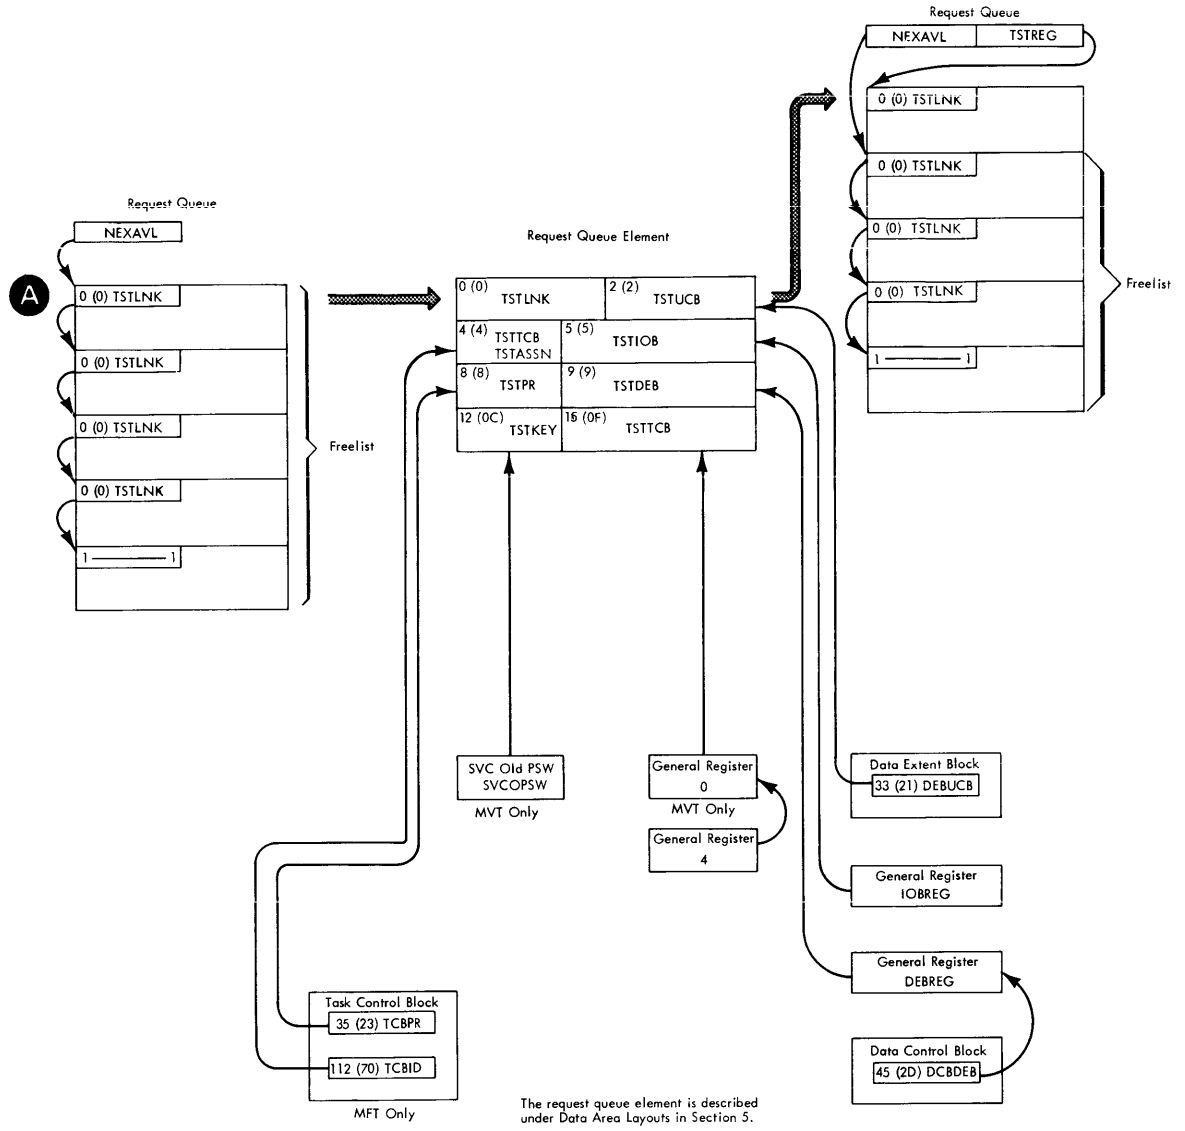 Request Queue
NEXAVL TSTREG
0 (0) TSTLNK
0 (0) TSTLNK
0 (0) TSTLNK
0 (0) TSTLNK
1 1
Freelist
Request Queue
NEXAVL
A
0 (0) TSTLNK
0 (0) TSTLNK
0 (0) TSTLNK
0 (0) TSTLNK
1 1
Freelist
Request Queue Element
0 (0) TSTLNK 2 (2) TSTUCB
4 (4) TSTTCB TSTASSN 5 (5) TSTIOB
8 (8) TSTPR 9 (9) TSTDEB
12 (0C) TSTKEY 15 (0F) TSTTCB
SVC Old PSW
SVCOPSW
MVT Only
General Register
0
MVT Only
General Register
4
Data Extent Block
33 (21) DEBUCB
General Register
IOBREG
General Register
DEBREG
Data Control Block
45 (2D) DCBDEB
Task Control Block
35 (23) TCBPR
112 (70) TCBID
MFT Only
The request queue element is described
under Data Area Layouts in Section 5.